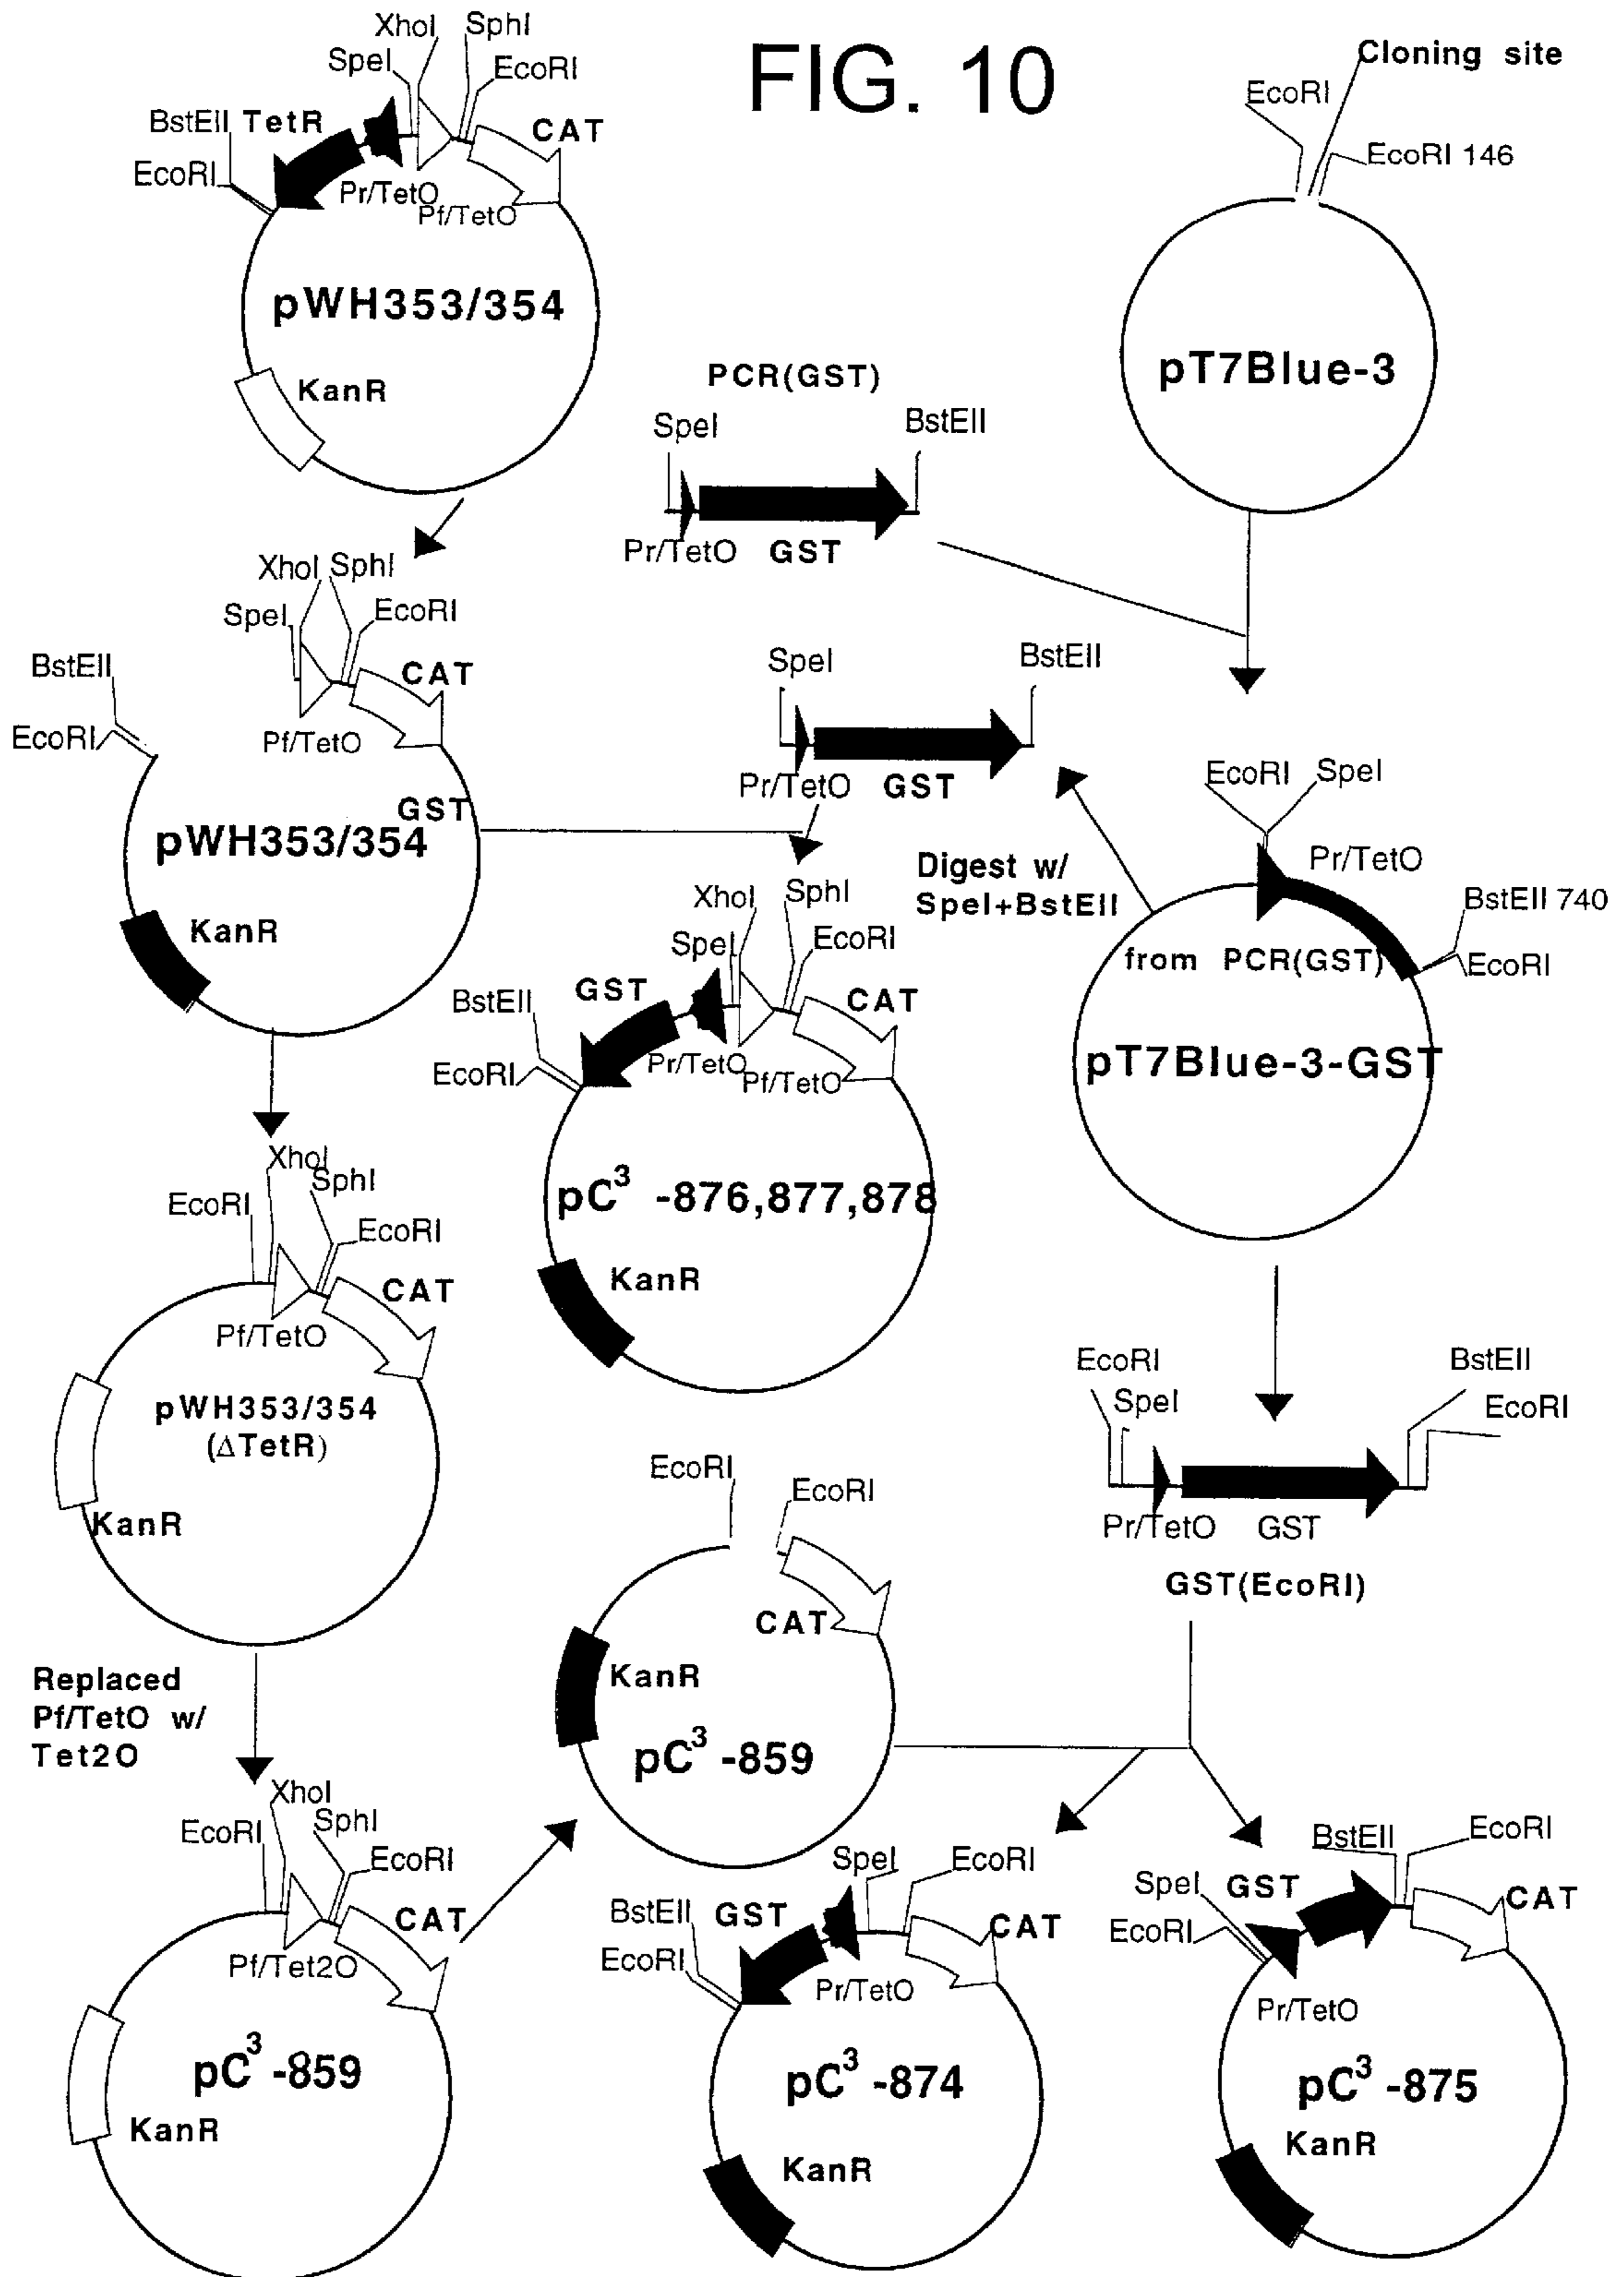 FIG. 10
XhoI
SphI
SpeI
EcoRI
BstEII
TetR
CAT
EcoRI
Pr/TetO
Pf/TetO
pWH353/354
KanR
Cloning site
EcoRI
EcoRI 146
pT7Blue-3
PCR(GST)
SpeI
BstEII
Pr/TetO
GST
XhoI
SphI
SpeI
EcoRI
BstEII
CAT
EcoRI
Pf/TetO
GST
pWH353/354
KanR
SpeI
BstEII
Pr/TetO
GST
Digest w/
SpeI+BstEII
EcoRI
SpeI
Pr/TetO
BstEII 740
from PCR(GST)
EcoRI
pT7Blue-3-GST
XhoI
SphI
SpeI
EcoRI
GST
CAT
BstEII
EcoRI
Pr/TetO
Pf/TetO
pC3 -876,877,878
KanR
XhoI
SphI
EcoRI
EcoRI
CAT
Pf/TetO
pWH353/354
(ΔTetR)
KanR
EcoRI
SpeI
BstEII
EcoRI
Pr/TetO
GST
GST(EcoRI)
EcoRI
EcoRI
CAT
KanR
pC3 -859
Replaced
Pf/TetO w/
Tet2O
XhoI
SphI
EcoRI
EcoRI
CAT
Pf/Tet2O
pC3 -859
KanR
SpeI
EcoRI
BstEII
GST
CAT
EcoRI
Pr/TetO
pC3 -874
KanR
BstEII
EcoRI
SpeI
GST
CAT
EcoRI
Pr/TetO
pC3 -875
KanR